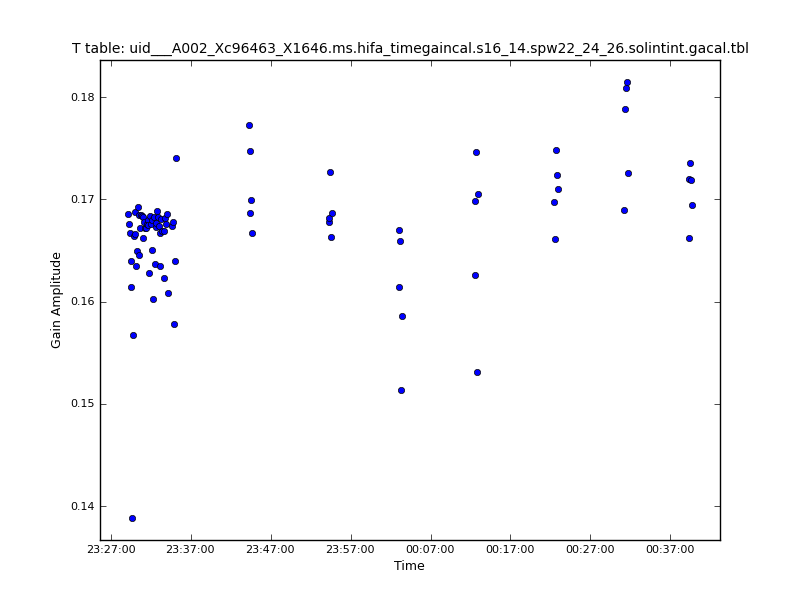 T table: uid___A002_Xc96463_X1646.ms.hifa_timegaincal.s16_14.spw22_24_26.solintint.gacal.tbl
0.18
0.17
0.16
0.15
0.14
Gain Amplitude
23:27:00 23:37:00 23:47:00 23:57:00 00:07:00 00:17:00 00:27:00 00:37:00
Time